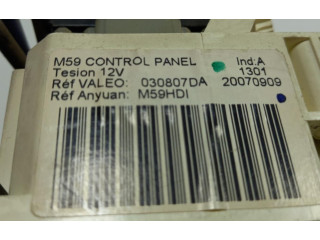 M59 CONTROL PANEL Ind:A
Tesion 12V 1301
Réf VALEO: 030807DA 20070909
Réf Anyuan: M59HDI